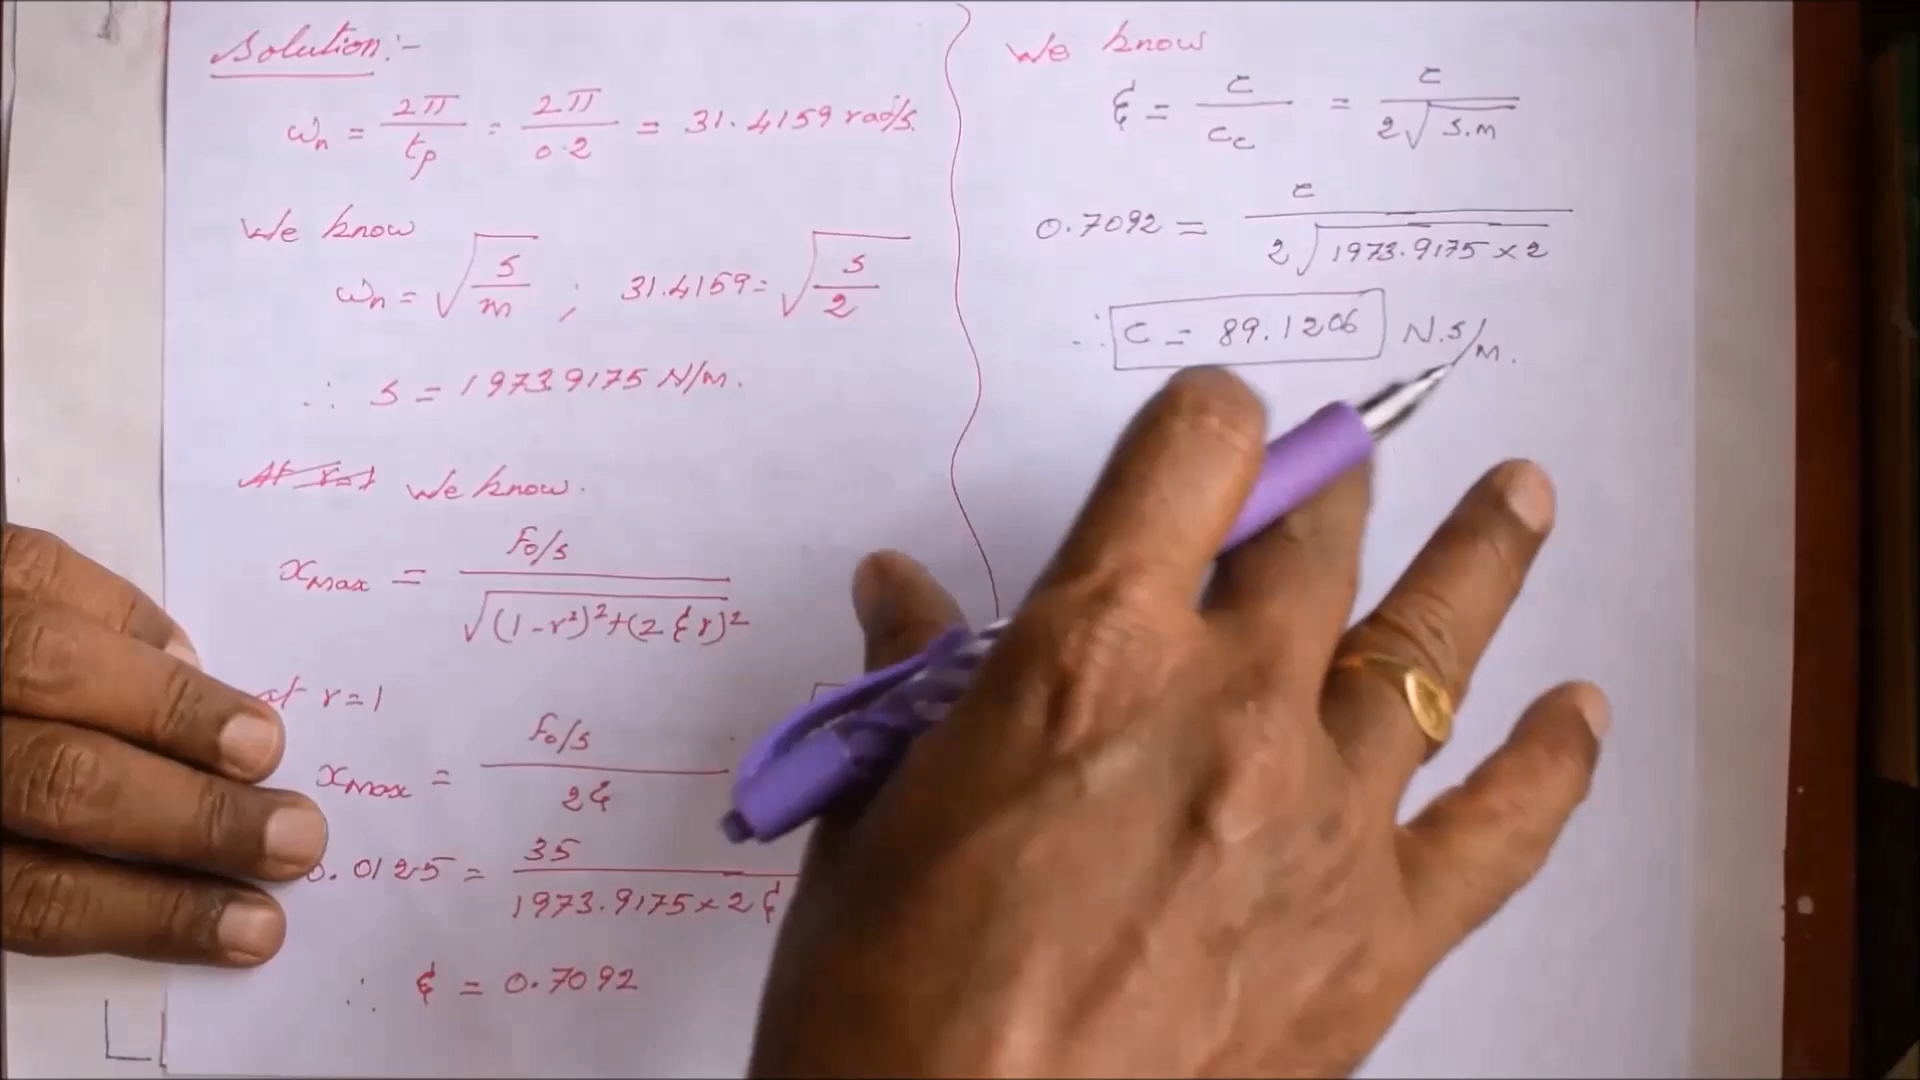 Solution:-
ωn = 2π/tp = 2π/0.2 = 31.4159 rad/s.
We know
ωn = √(s/m) ; 31.4159 = √(s/2)
∴ s = 1973.9175 N/m.
We know.
xmax = (F0/s)/√((1-r²)²+(2ξr)²)
at r=1
xmax = (F0/s)/2ξ
0.0125 = 35/(1973.9175×2ξ)
∴ ξ = 0.7092
We know
ξ = c/cc = c/(2√(s.m))
0.7092 = c/(2√(1973.9175×2))
∴ c = 89.1206 N.s/m.